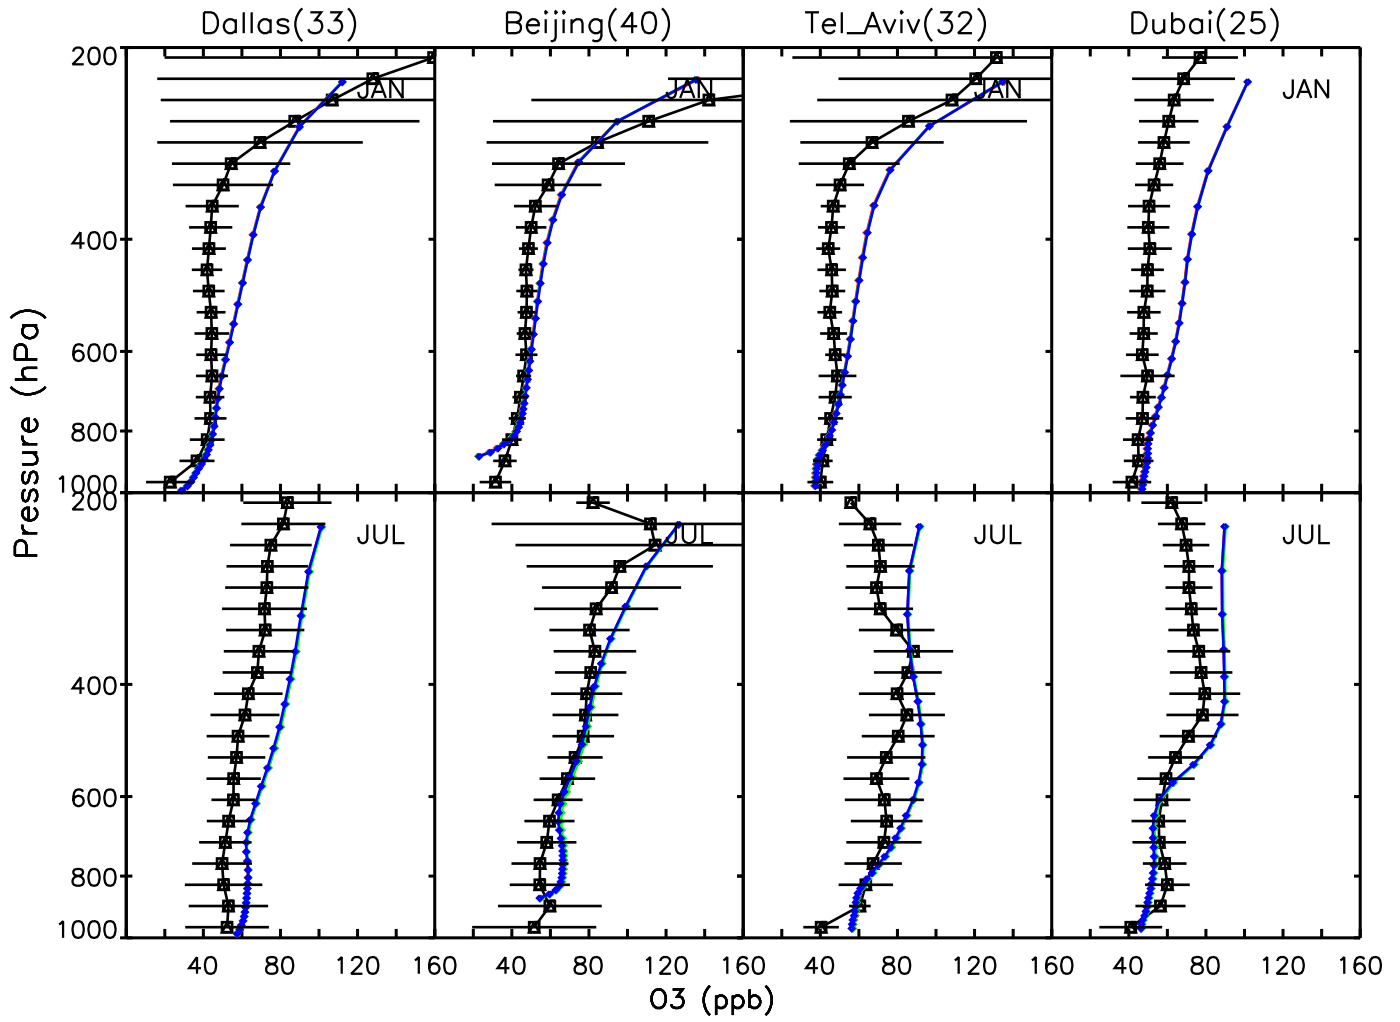 Dallas(33) Beijing(40) Tel_Aviv(32) Dubai(25)
200 JAN JAN JAN JAN
400
600
800
1000
200 JUL JUL JUL JUL
400
600
800
1000
Pressure (hPa)
40 80 120 160 40 80 120 160 40 80 120 160 40 80 120 160
O3 (ppb)